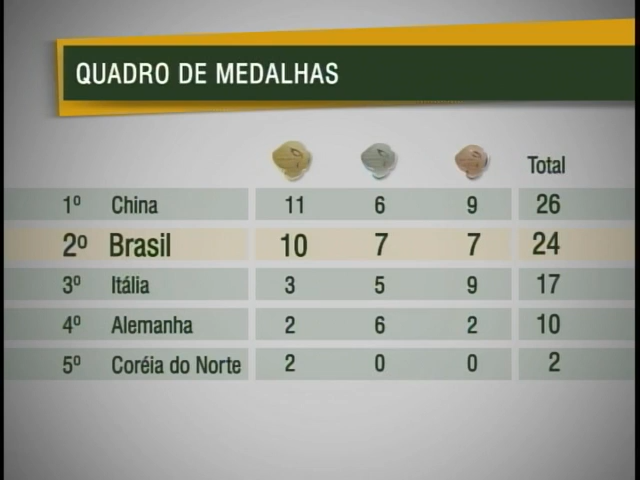 QUADRO DE MEDALHAS
Total
1º China 11 6 9 26
2º Brasil 10 7 7 24
3º Itália 3 5 9 17
4º Alemanha 2 6 2 10
5º Coréia do Norte 2 0 0 2